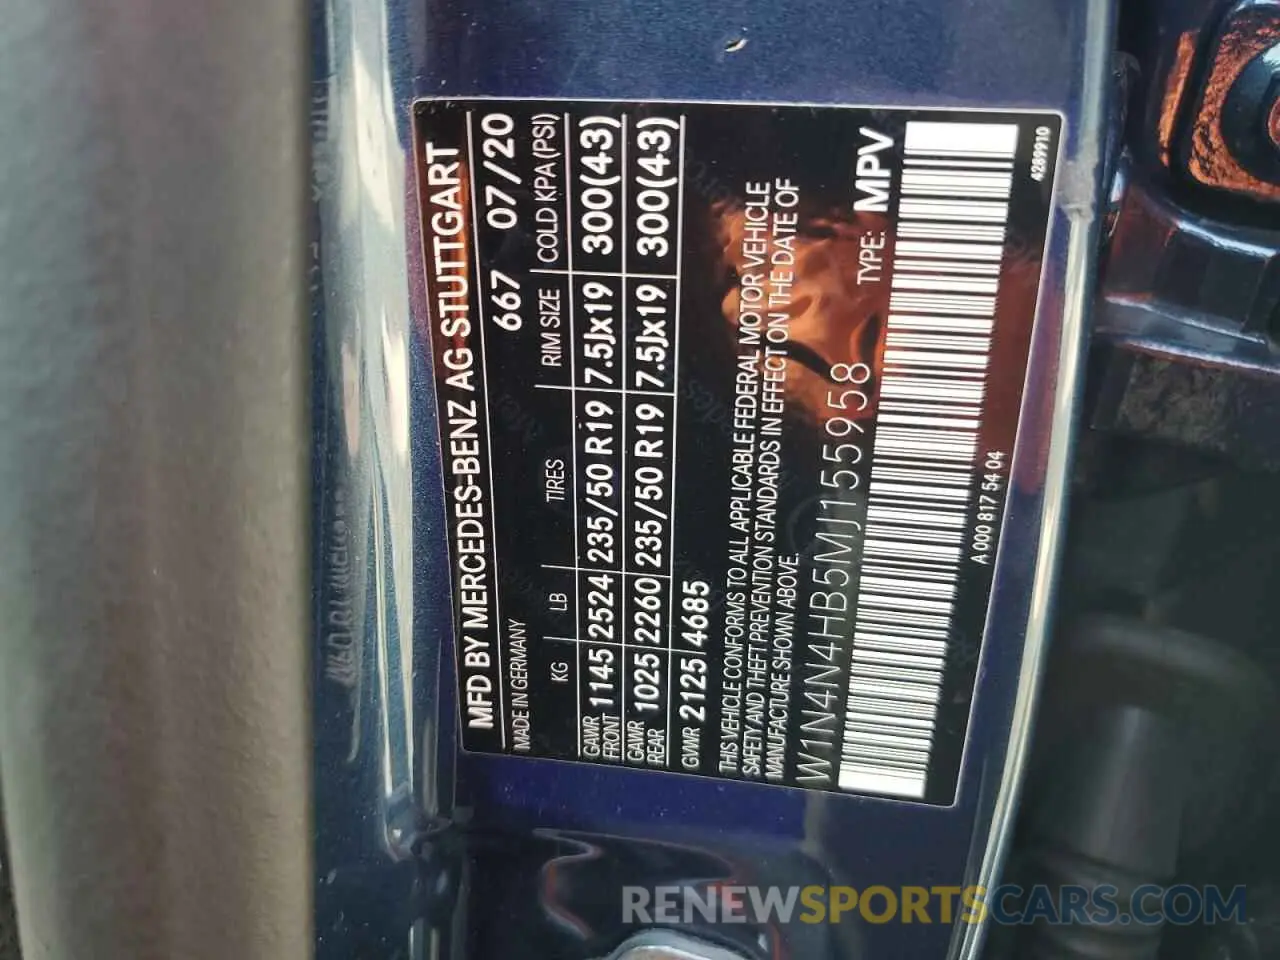 MFD BY MERCEDES-BENZ AG STUTTGART
MADE IN GERMANY 667 07/20
KG LB TIRES RIM SIZE COLD KPA (PSI)
GAWR FRONT 1145 2524 235/50 R19 7.5Jx19 300(43)
GAWR REAR 1025 2260 235/50 R19 7.5Jx19 300(43)
GVWR 2125 4685
THIS VEHICLE CONFORMS TO ALL APPLICABLE FEDERAL MOTOR VEHICLE
SAFETY AND THEFT PREVENTION STANDARDS IN EFFECT ON THE DATE OF
MANUFACTURE SHOWN ABOVE.
W1N4N4HB5MJ155958 TYPE: MPV
A 000 817 54 04 4289910
RENEWSPORTSCARS.COM